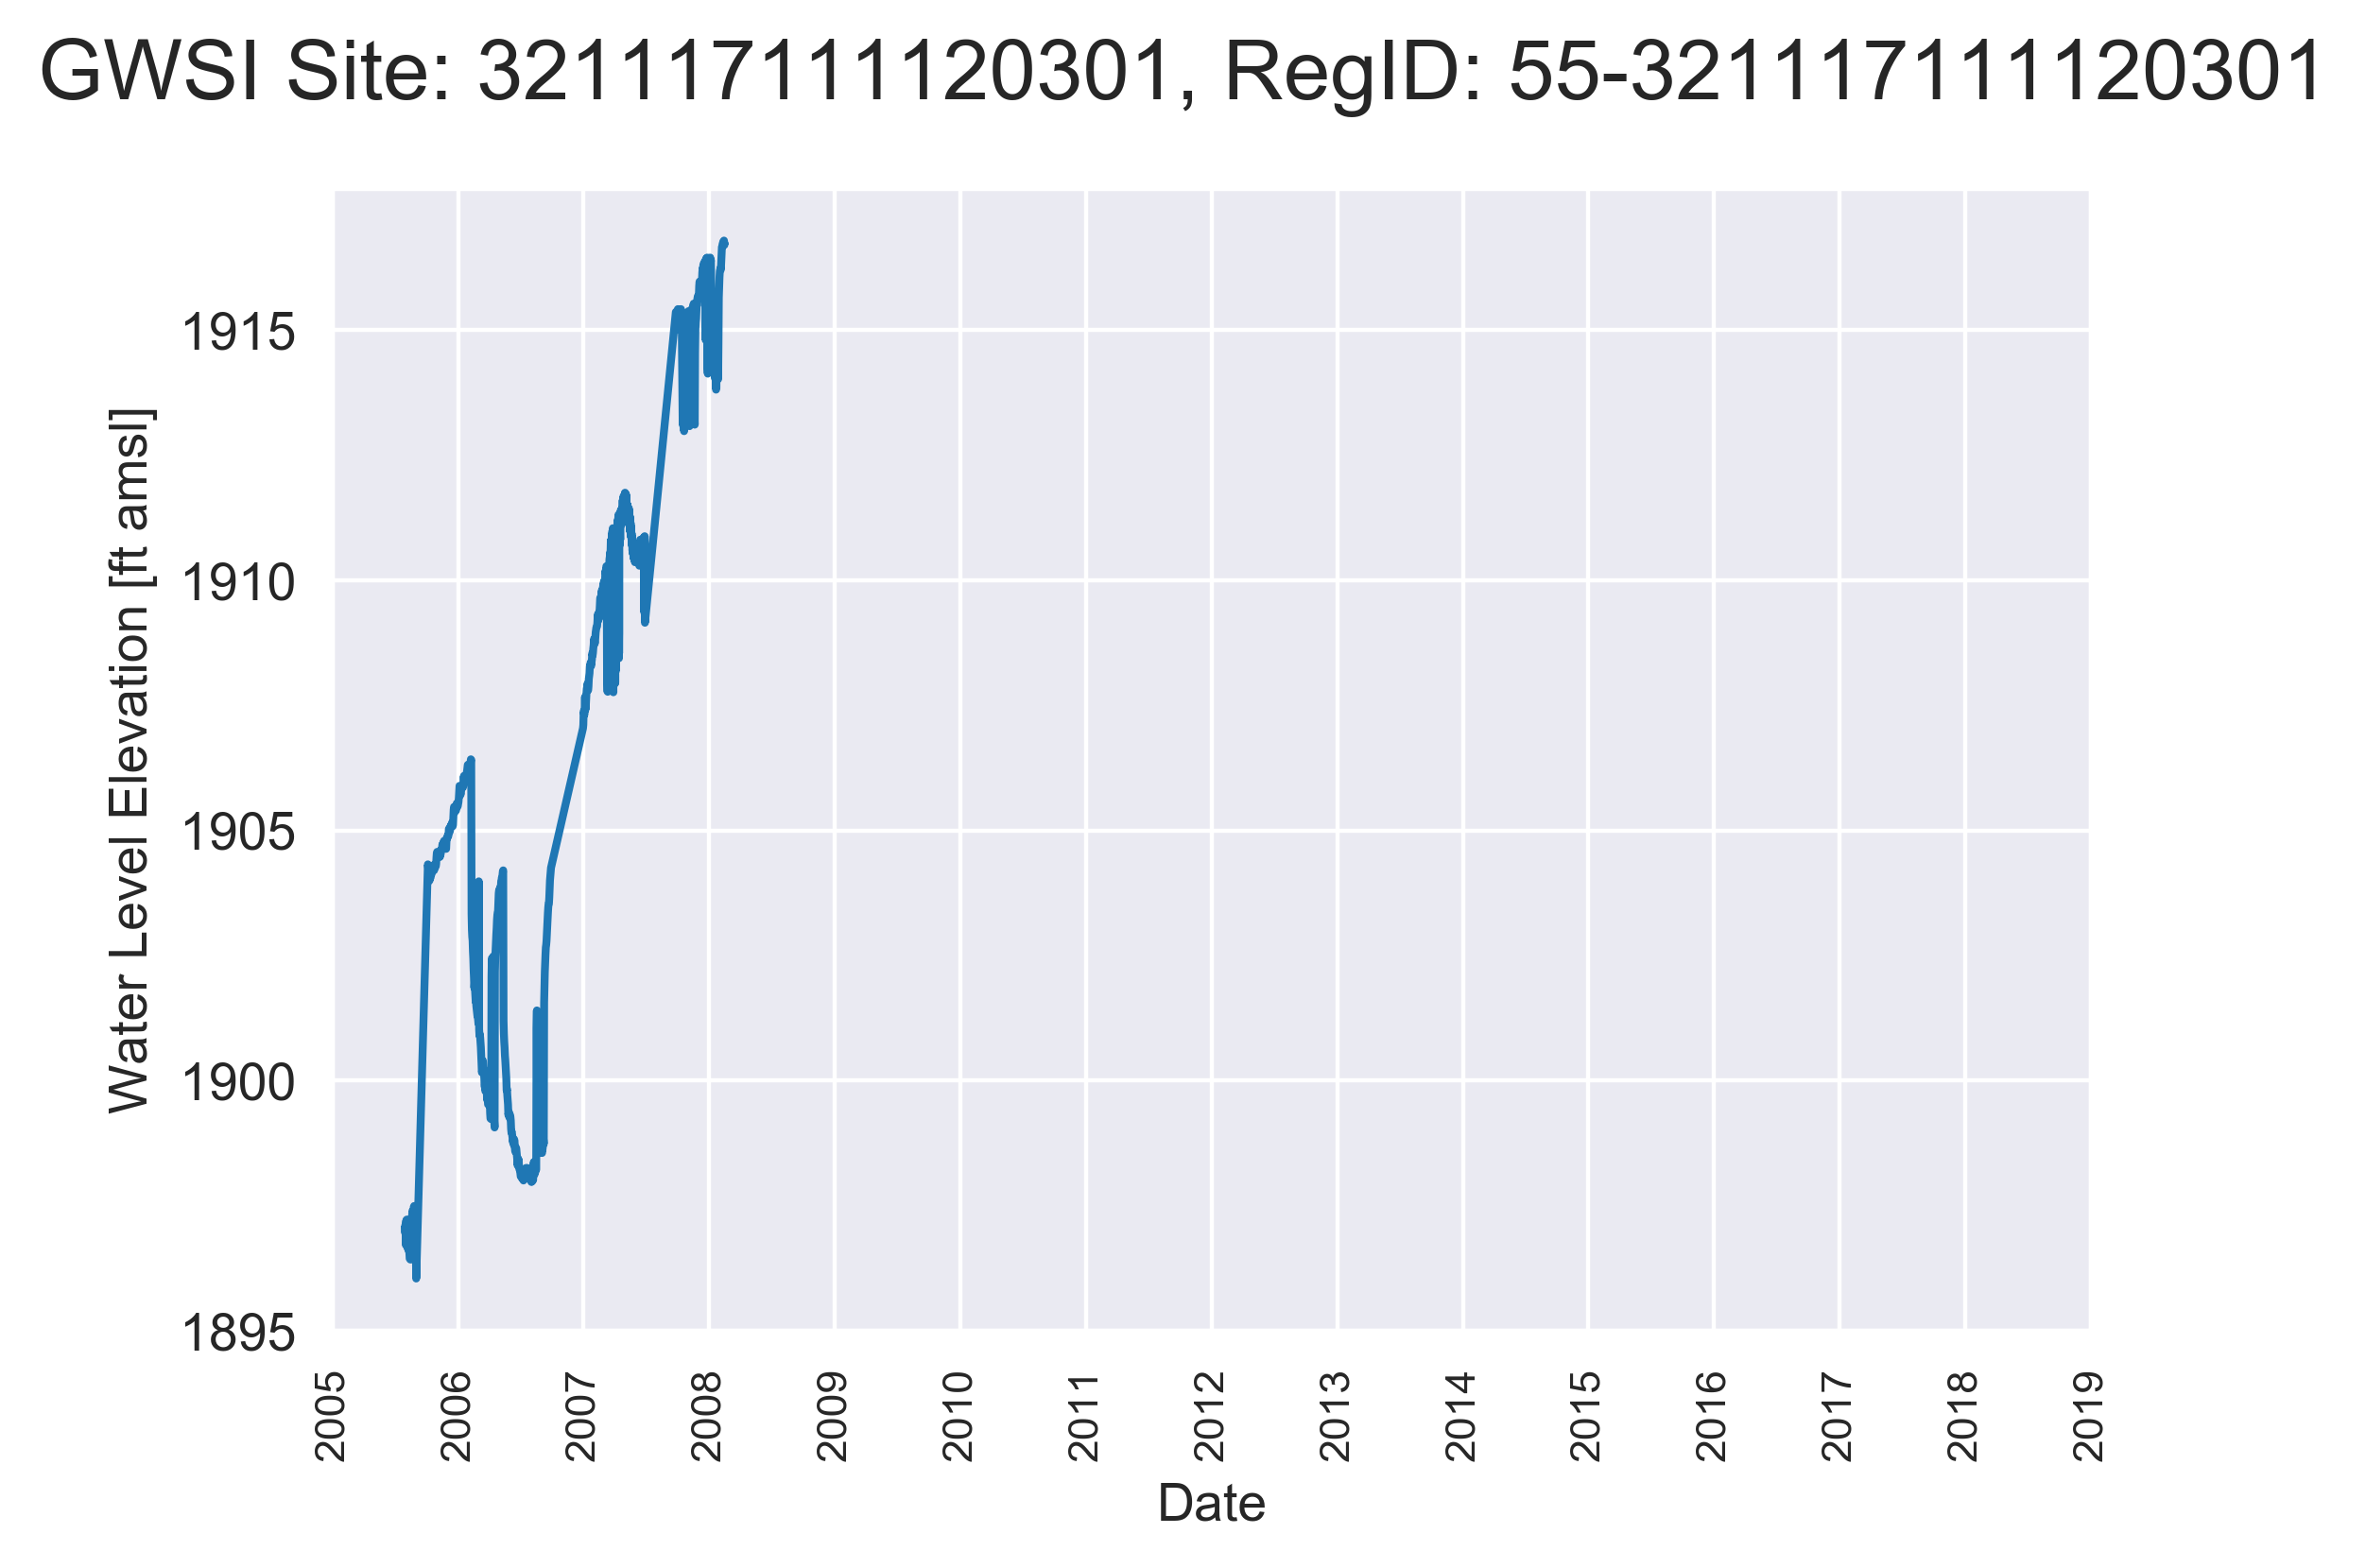 GWSI Site: 321117111120301, RegID: 55-321117111120301
Water Level Elevation [fft amsl]
1915
1910
1905
1900
1895
2005 2006 2007 2008 2009 2010 2011 2012 2013 2014 2015 2016 2017 2018 2019
Date